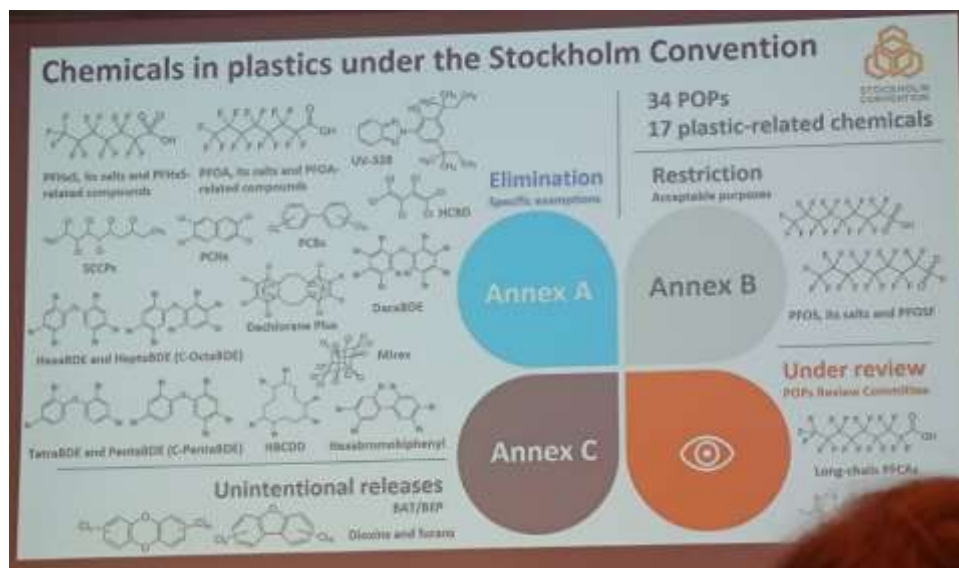 Chemicals in plastics under the Stockholm Convention
STOCKHOLM
CONVENTION
34 POPs
17 plastic-related chemicals
PFHxS, its salts and PFHxS-
related compounds
PFOA, its salts and PFOA-
related compounds
UV-328
HCBD
SCCPs
PCNs
PCBs
DecaBDE
Dechlorane Plus
HexaBDE and HeptaBDE (C-OctaBDE)
Mirex
TetraBDE and PentaBDE (C-PentaBDE)
HBCDD
Hexabromobiphenyl
Elimination
Specific exemptions
Annex A
Restriction
Acceptable purposes
Annex B
PFOS, its salts and PFOSF
Under review
POPs Review Committee
Long-chain PFCAs
Annex C
Unintentional releases
BAT/BEP
Dioxins and furans